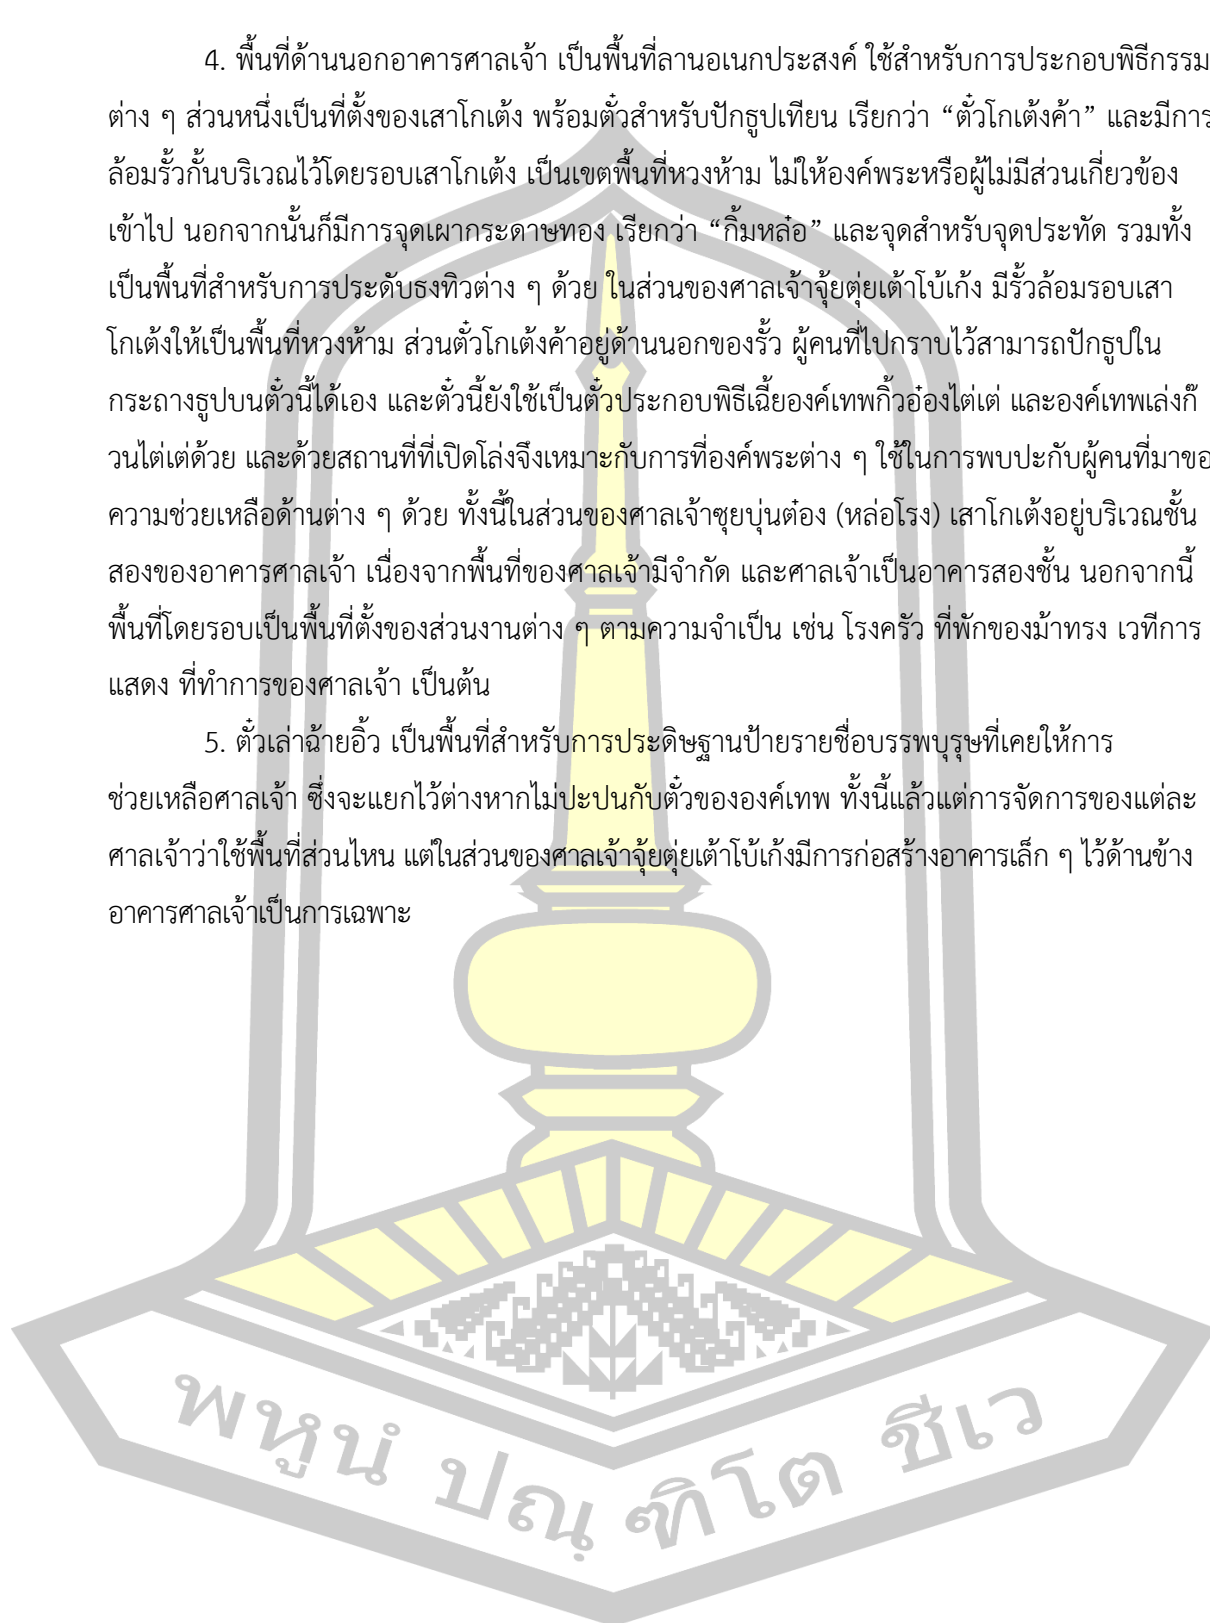 4. พื้นที่ด้านนอกอาคารศาลเจ้า เป็นพื้นที่ลานอเนกประสงค์ ใช้สำหรับการประกอบพิธีกรรม
ต่าง ๆ ส่วนหนึ่งเป็นที่ตั้งของเสาโกเต้ง พร้อมตั๋วสำหรับปักธูปเทียน เรียกว่า “ตั๋วโกเต้งค้า” และมีการ
ล้อมรั้วกั้นบริเวณไว้โดยรอบเสาโกเต้ง เป็นเขตพื้นที่หวงห้าม ไม่ให้องค์พระหรือผู้ไม่มีส่วนเกี่ยวข้อง
เข้าไป นอกจากนั้นก็มีการจุดเผากระดาษทอง เรียกว่า “กิ้มหล๋อ” และจุดสำหรับจุดประทัด รวมทั้ง
เป็นพื้นที่สำหรับการประดับธงทิวต่าง ๆ ด้วย ในส่วนของศาลเจ้าจุ้ยตุ่ยเต้าโบ้เก้ง มีรั้วล้อมรอบเสา
โกเต้งให้เป็นพื้นที่หวงห้าม ส่วนตั๋วโกเต้งค้าอยู่ด้านนอกของรั้ว ผู้คนที่ไปกราบไว้สามารถปักธูปใน
กระถางธูปบนตั๋วนี้ได้เอง และตั๋วนี้ยังใช้เป็นตั๋วประกอบพิธีเฉี้ยองค์เทพกิ้วอ๋องไต่เต่ และองค์เทพเล่งก๊
วนไต่เต่ด้วย และด้วยสถานที่ที่เปิดโล่งจึงเหมาะกับการที่องค์พระต่าง ๆ ใช้ในการพบปะกับผู้คนที่มาขอ
ความช่วยเหลือด้านต่าง ๆ ด้วย ทั้งนี้ในส่วนของศาลเจ้าซุยบุ่นต๋อง (หล่อโรง) เสาโกเต้งอยู่บริเวณชั้น
สองของอาคารศาลเจ้า เนื่องจากพื้นที่ของศาลเจ้ามีจำกัด และศาลเจ้าเป็นอาคารสองชั้น นอกจากนี้
พื้นที่โดยรอบเป็นพื้นที่ตั้งของส่วนงานต่าง ๆ ตามความจำเป็น เช่น โรงครัว ที่พักของม้าทรง เวทีการ
แสดง ที่ทำการของศาลเจ้า เป็นต้น
5. ตั๋วเล่าฉ้ายอิ้ว เป็นพื้นที่สำหรับการประดิษฐานป้ายรายชื่อบรรพบุรุษที่เคยให้การ
ช่วยเหลือศาลเจ้า ซึ่งจะแยกไว้ต่างหากไม่ปะปนกับตั๋วขององค์เทพ ทั้งนี้แล้วแต่การจัดการของแต่ละ
ศาลเจ้าว่าใช้พื้นที่ส่วนไหน แต่ในส่วนของศาลเจ้าจุ้ยตุ่ยเต้าโบ้เก้งมีการก่อสร้างอาคารเล็ก ๆ ไว้ด้านข้าง
อาคารศาลเจ้าเป็นการเฉพาะ
พหูนํ ปณฺฑิโต ชีเว